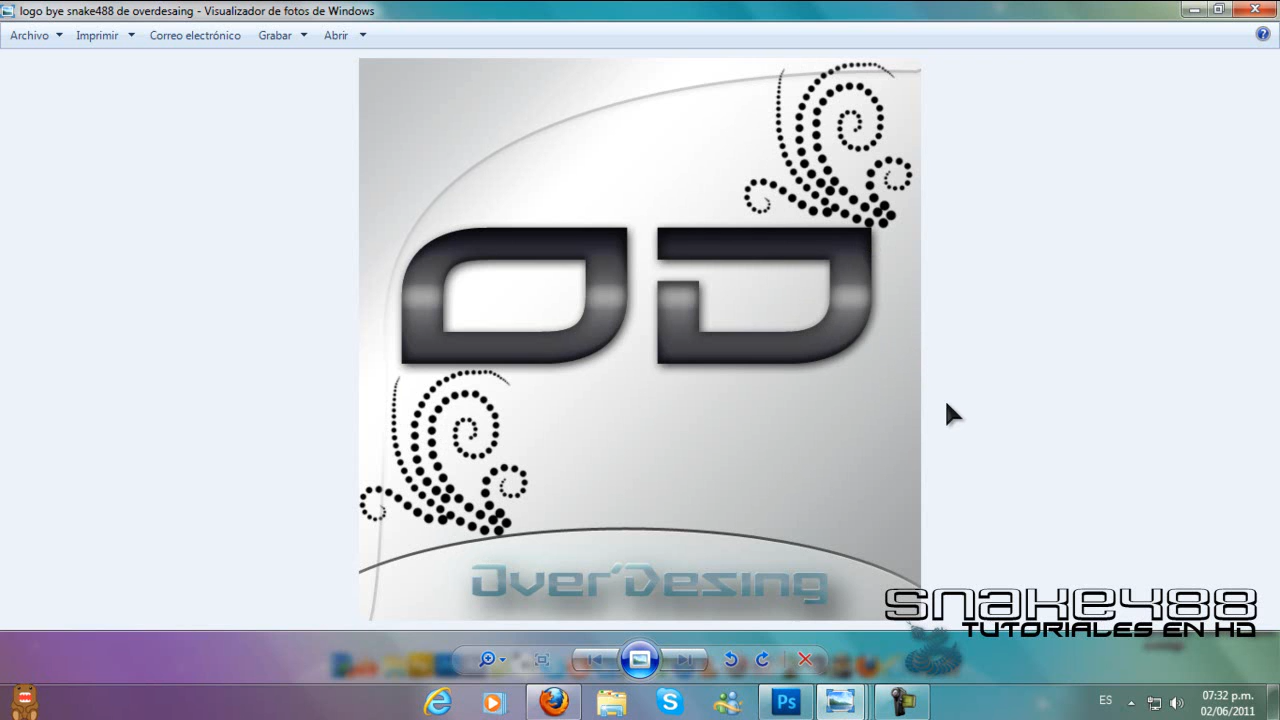 logo bye snake488 de overdesaing - Visualizador de fotos de Windows
Archivo Imprimir Correo electrónico Grabar Abrir
OD
Over'Desing
SNAKE488
TUTORIALES EN HD
Ps
ES
07:32 p.m.
02/06/2011